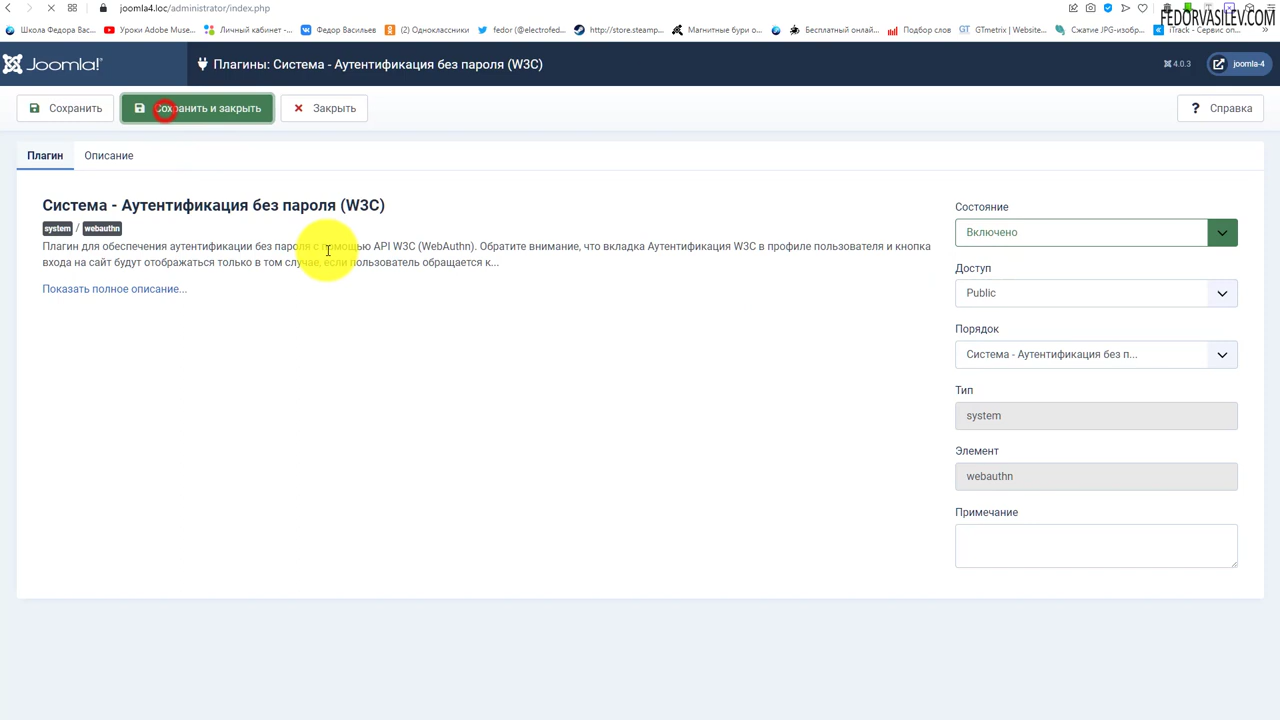 joomla4.loc/administrator/index.php
FEDORVASILEV.COM
Школа Федора Вас...
Уроки Adobe Muse...
Личный кабинет -...
Федор Васильев
(2) Одноклассники
fedor (@electrofed...
http://store.steamp...
Магнитные бури о...
Бесплатный онлай...
Подбор слов
GTmetrix | Website...
Сжатие JPG-изобр...
iTrack - Сервис оп...
Joomla!
Плагины: Система - Аутентификация без пароля (W3C)
4.0.3
joomla-4
Сохранить
Сохранить и закрыть
Закрыть
Справка
Плагин
Описание
Система - Аутентификация без пароля (W3C)
system / webauthn
Плагин для обеспечения аутентификации без пароля с помощью API W3C (WebAuthn). Обратите внимание, что вкладка Аутентификация W3C в профиле пользователя и кнопка
входа на сайт будут отображаться только в том случае, если пользователь обращается к...
Показать полное описание...
Состояние
Включено
Доступ
Public
Порядок
Система - Аутентификация без п...
Тип
system
Элемент
webauthn
Примечание